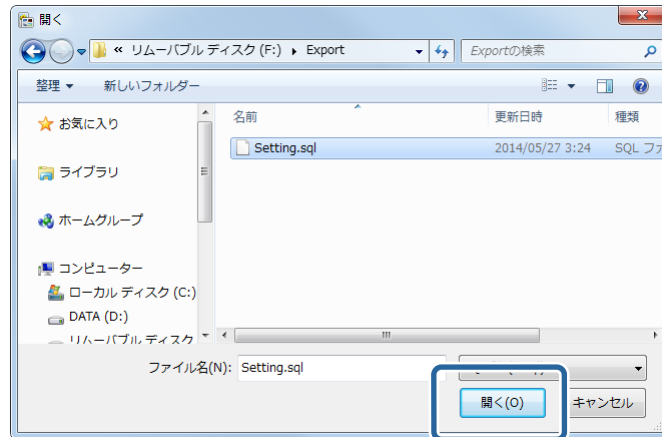 開く
« リムーバブル ディスク (F:) ▸ Export
Exportの検索
整理 ▼ 新しいフォルダー
お気に入り
ライブラリ
ホームグループ
コンピューター
ローカル ディスク (C:)
DATA (D:)
リムーバブル ディスク
名前 更新日時 種類
Setting.sql 2014/05/27 3:24 SQL
ファイル名(N): Setting.sql
開く(O) キャンセル